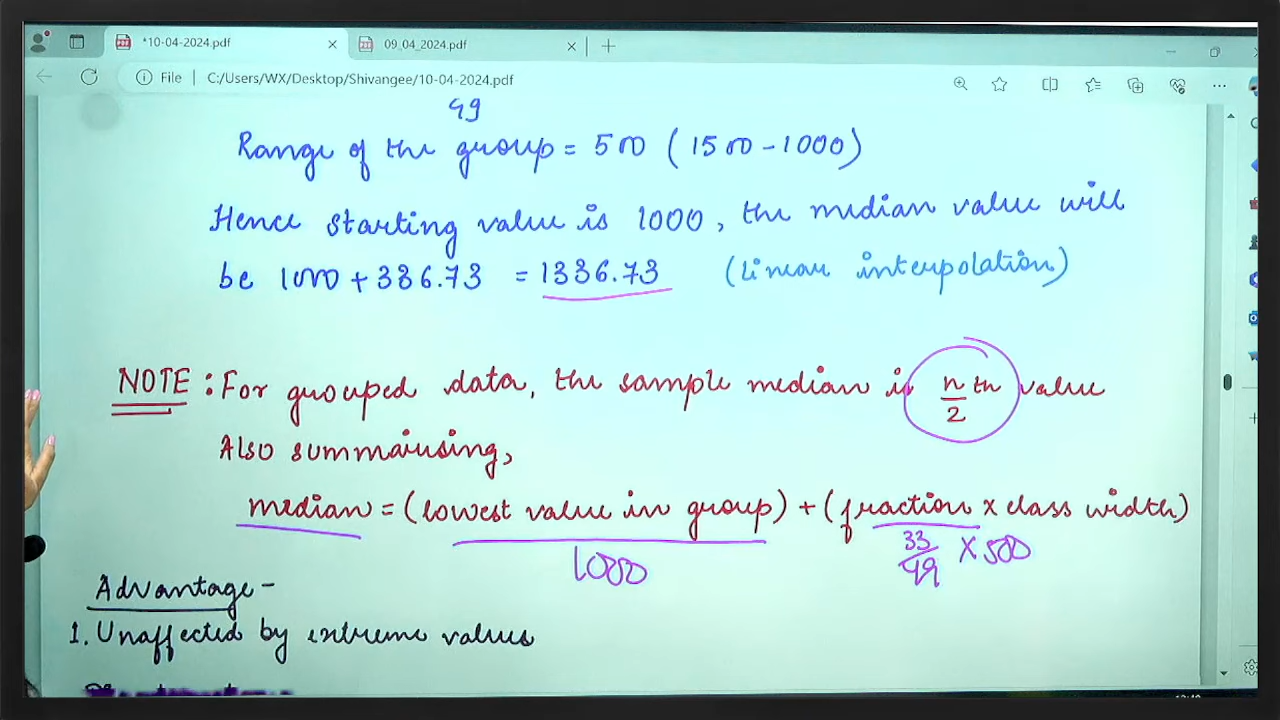 *10-04-2024.pdf
09_04_2024.pdf
File C:/Users/WX/Desktop/Shivangee/10-04-2024.pdf
49
Range of the group = 500 (1500-1000)
Hence starting value is 1000, the median value will
be 1000 + 336.73 = 1336.73 (linear interpolation)
NOTE : For grouped data, the sample median is n/2 th value
Also summaising,
median = (lowest value in group) + (fraction x class width)
1000 33/49 X 500
Advantage -
1. Unaffected by extreme values